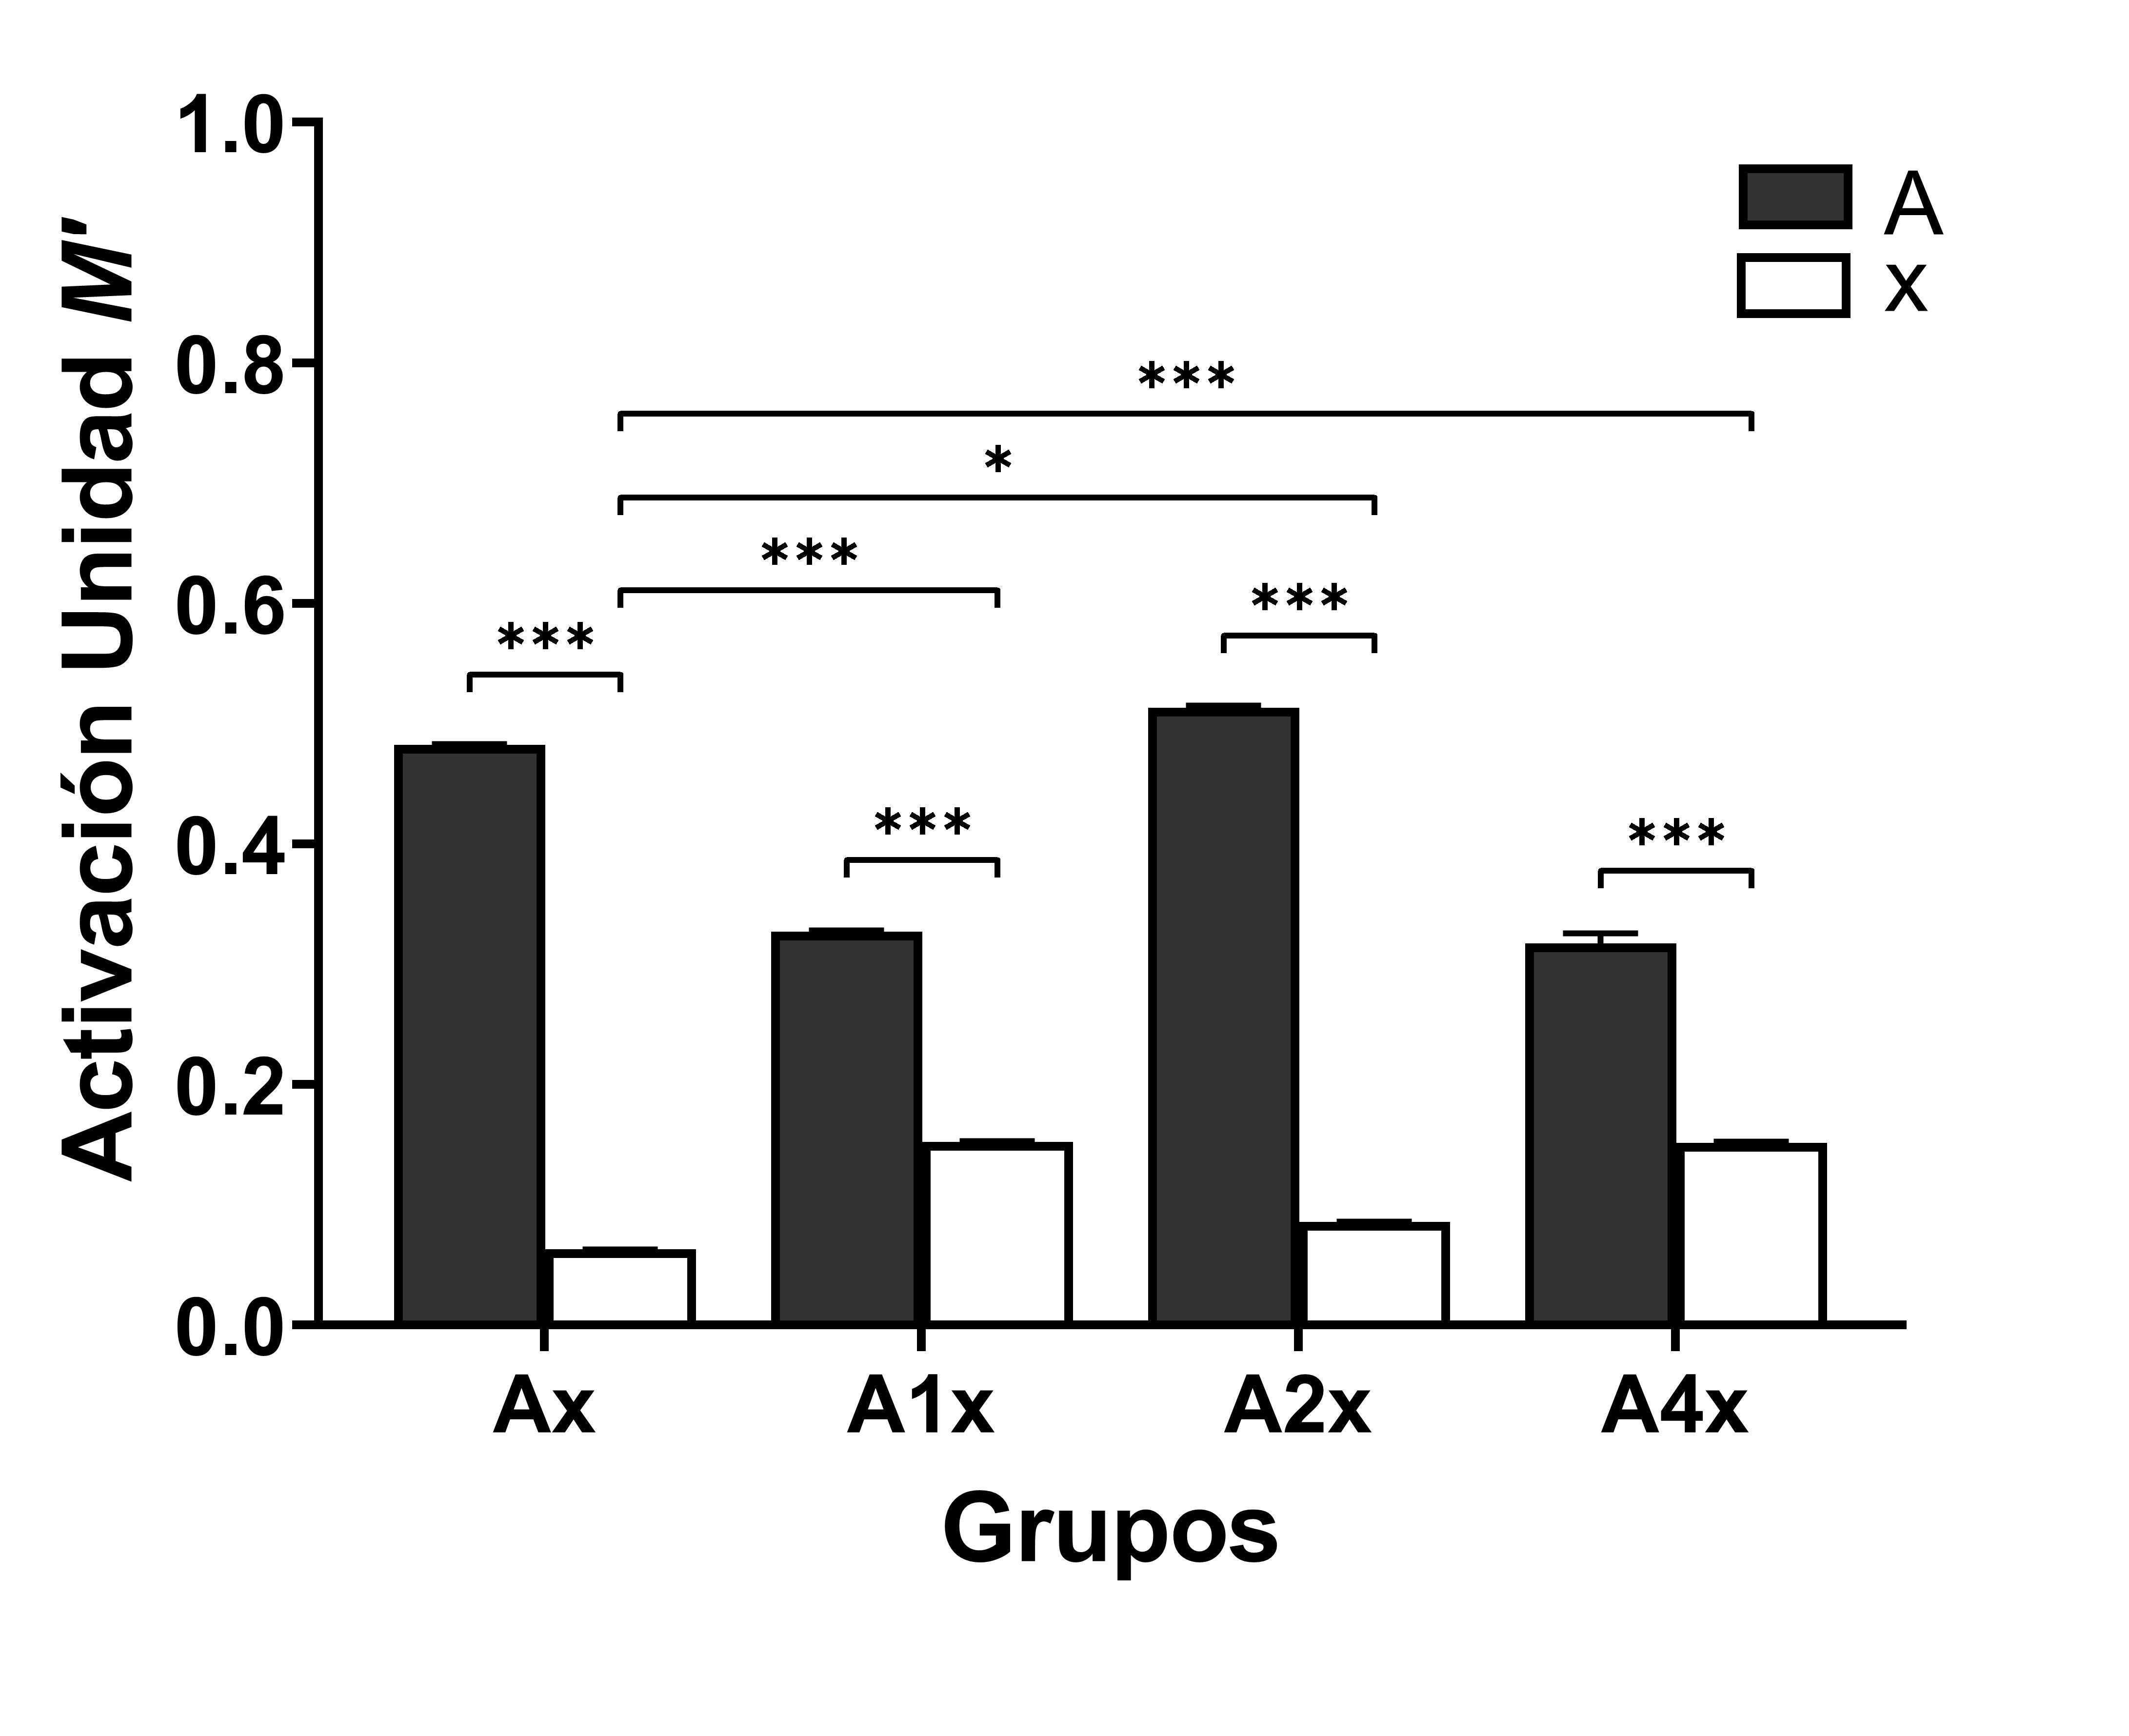 Activación Unidad M'
1.0
0.8
0.6
0.4
0.2
0.0
A
x
***
*
***
***
***
***
***
Ax A1x A2x A4x
Grupos